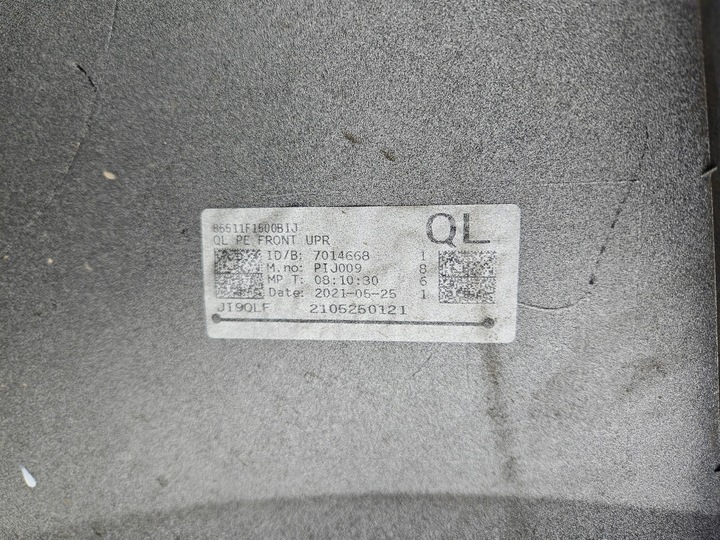 86511F1500BIJ
QL PE FRONT UPR
QL
ID/B: 7014668 1
M.no: PIJ009 8
MP T: 08:10:30 6
Date: 2021-05-25 1
JI9QLF 2105250121